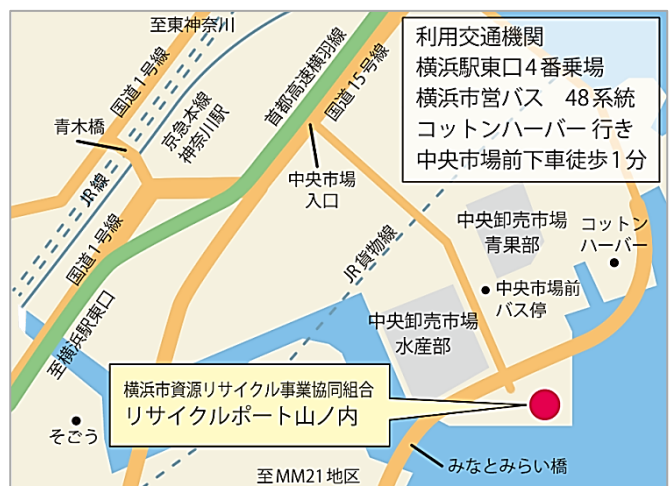 至東神奈川
国道1号線
京急本線
神奈川駅
首都高速横羽線
国道15号線
利用交通機関
横浜駅東口4番乗場
横浜市営バス 48系統
コットンハーバー 行き
中央市場前下車徒歩1分
青木橋
JR線
国道1号線
中央市場
入口
JR貨物線
中央卸売市場
青果部
コットン
ハーバー
中央市場前
バス停
中央卸売市場
水産部
至横浜駅東口
横浜市資源リサイクル事業協同組合
リサイクルポート山ノ内
そごう
みなとみらい橋
至MM21地区